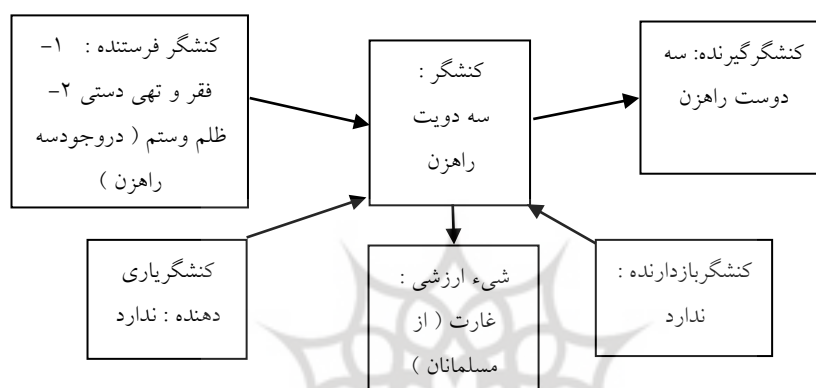 کنشگر فرستنده : ۱-
فقر و تهی دستی ۲-
ظلم وستم ( دروجودسه
راهزن )
کنشگر :
سه دویت
راهزن
کنشگرگیرنده: سه
دوست راهزن
کنشگریاری
دهنده : ندارد
شیء ارزشی :
غارت ( از
مسلمانان )
کنشگربازدارنده :
ندارد